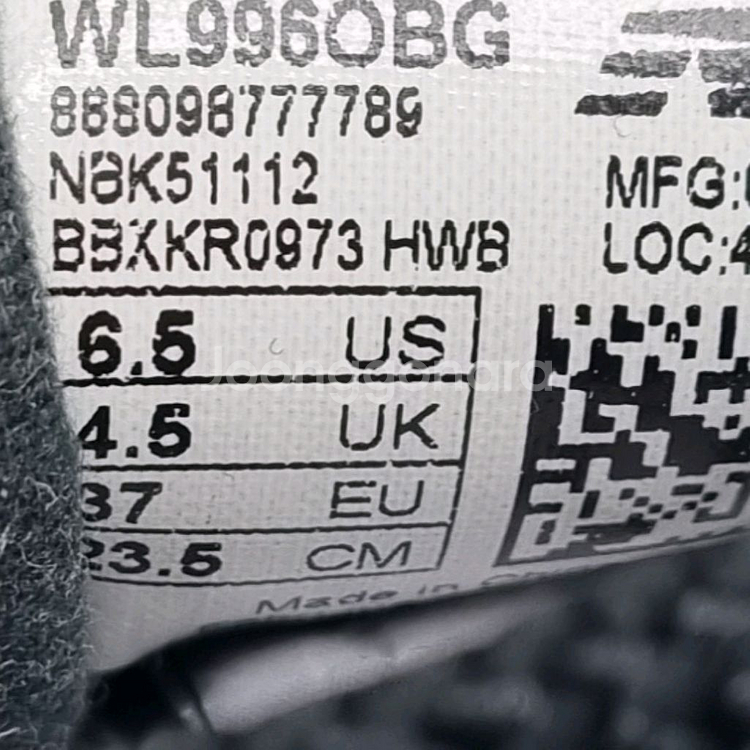 WL996OBG
888098777789
NBK51112
MFG:
BBXKR0973 HWB
LOC:4
6.5 US
Joonggonara
4.5 UK
37 EU
23.5 CM
Made in